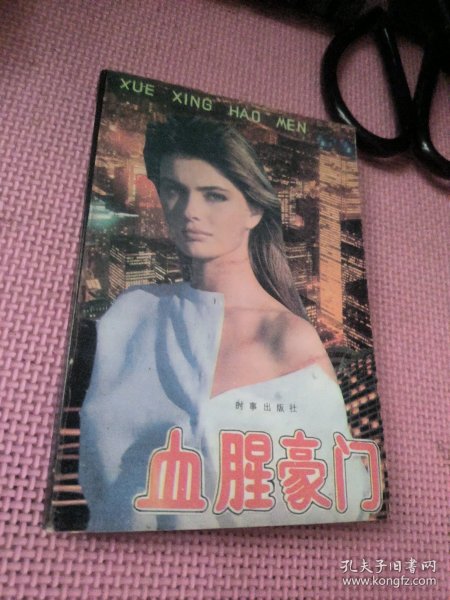 XUE XING HAO MEN
时事出版社
血腥豪门
孔夫子旧书网
www.kongfz.com